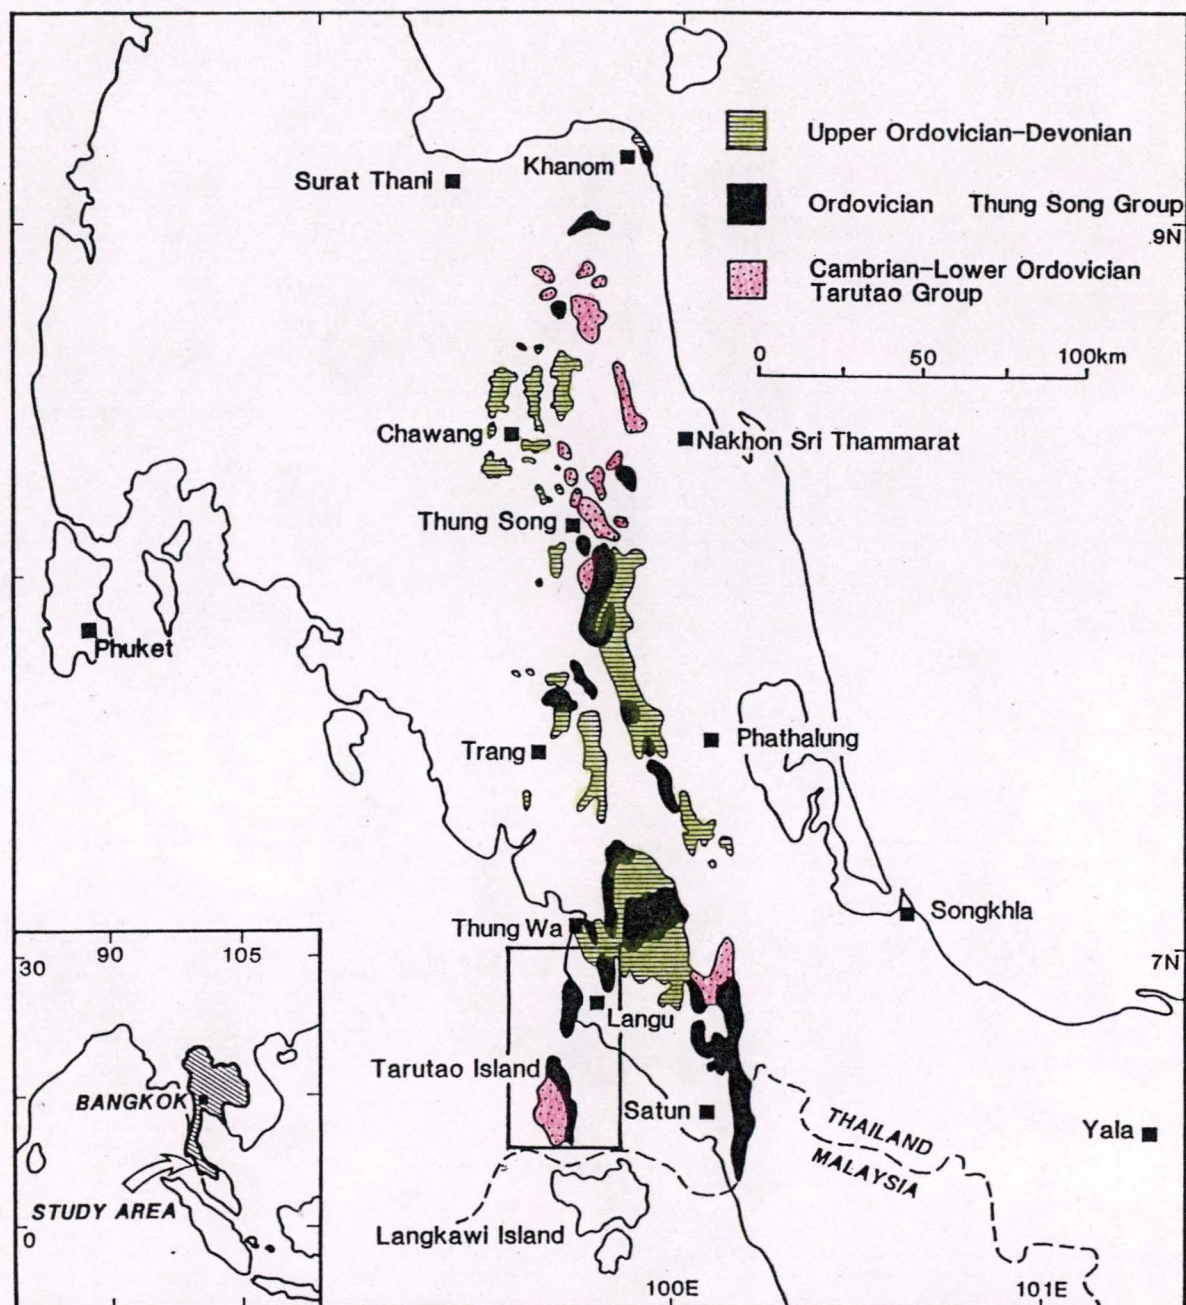 Upper Ordovician-Devonian
Khanom
Surat Thani
Ordovician Thung Song Group
.9N
Cambrian-Lower Ordovician
Tarutao Group
0 50 100km
Chawang
Nakhon Sri Thammarat
Thung Song
Phuket
Trang
Phathalung
Thung Wa
Songkhla
30 90 105
7N
Langu
Tarutao Island
BANGKOK
Satun
THAILAND
Yala
MALAYSIA
STUDY AREA
Langkawi Island
0
100E
101E